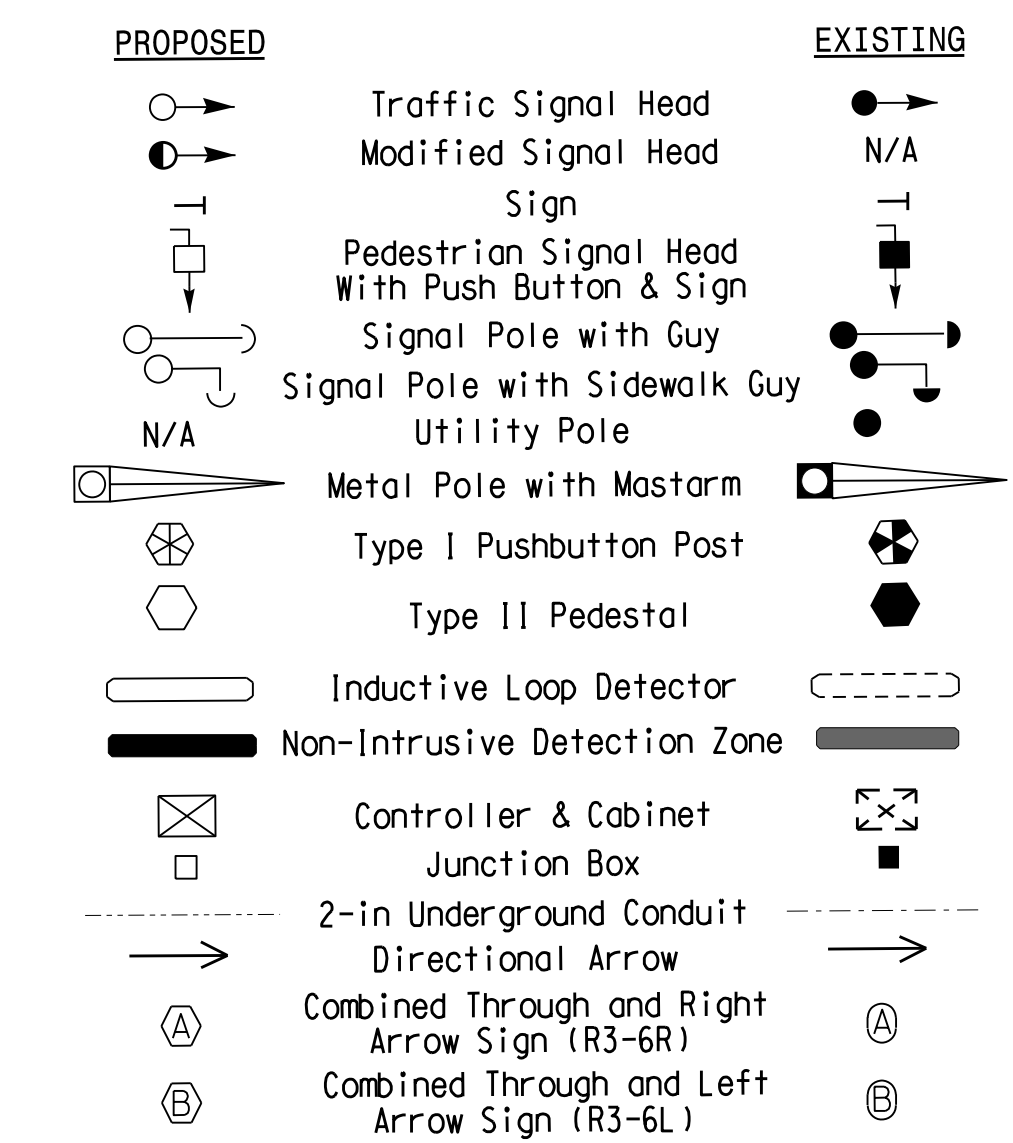 PROPOSED EXISTING
Traffic Signal Head
Modified Signal Head N/A
Sign
Pedestrian Signal Head
With Push Button & Sign
Signal Pole with Guy
Signal Pole with Sidewalk Guy
N/A Utility Pole
Metal Pole with Mastarm
Type I Pushbutton Post
Type II Pedestal
Inductive Loop Detector
Non-Intrusive Detection Zone
Controller & Cabinet
Junction Box
2-in Underground Conduit
Directional Arrow
Combined Through and Right
A Arrow Sign (R3-6R) A
Combined Through and Left
B Arrow Sign (R3-6L) B